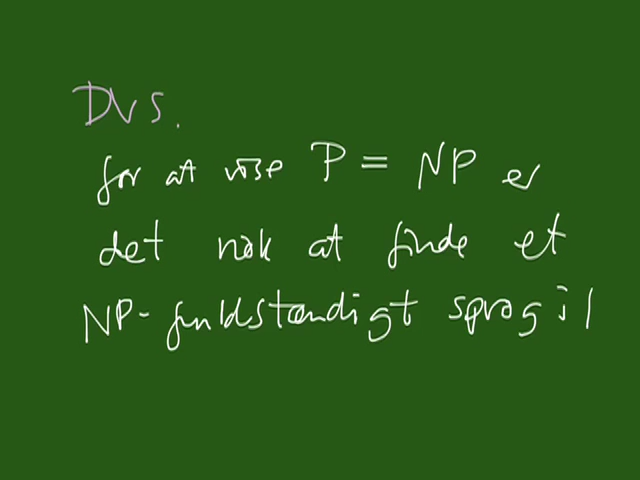 DVS.
for at vise P = NP er
det nok at finde et
NP-fuldstændigt sprog i